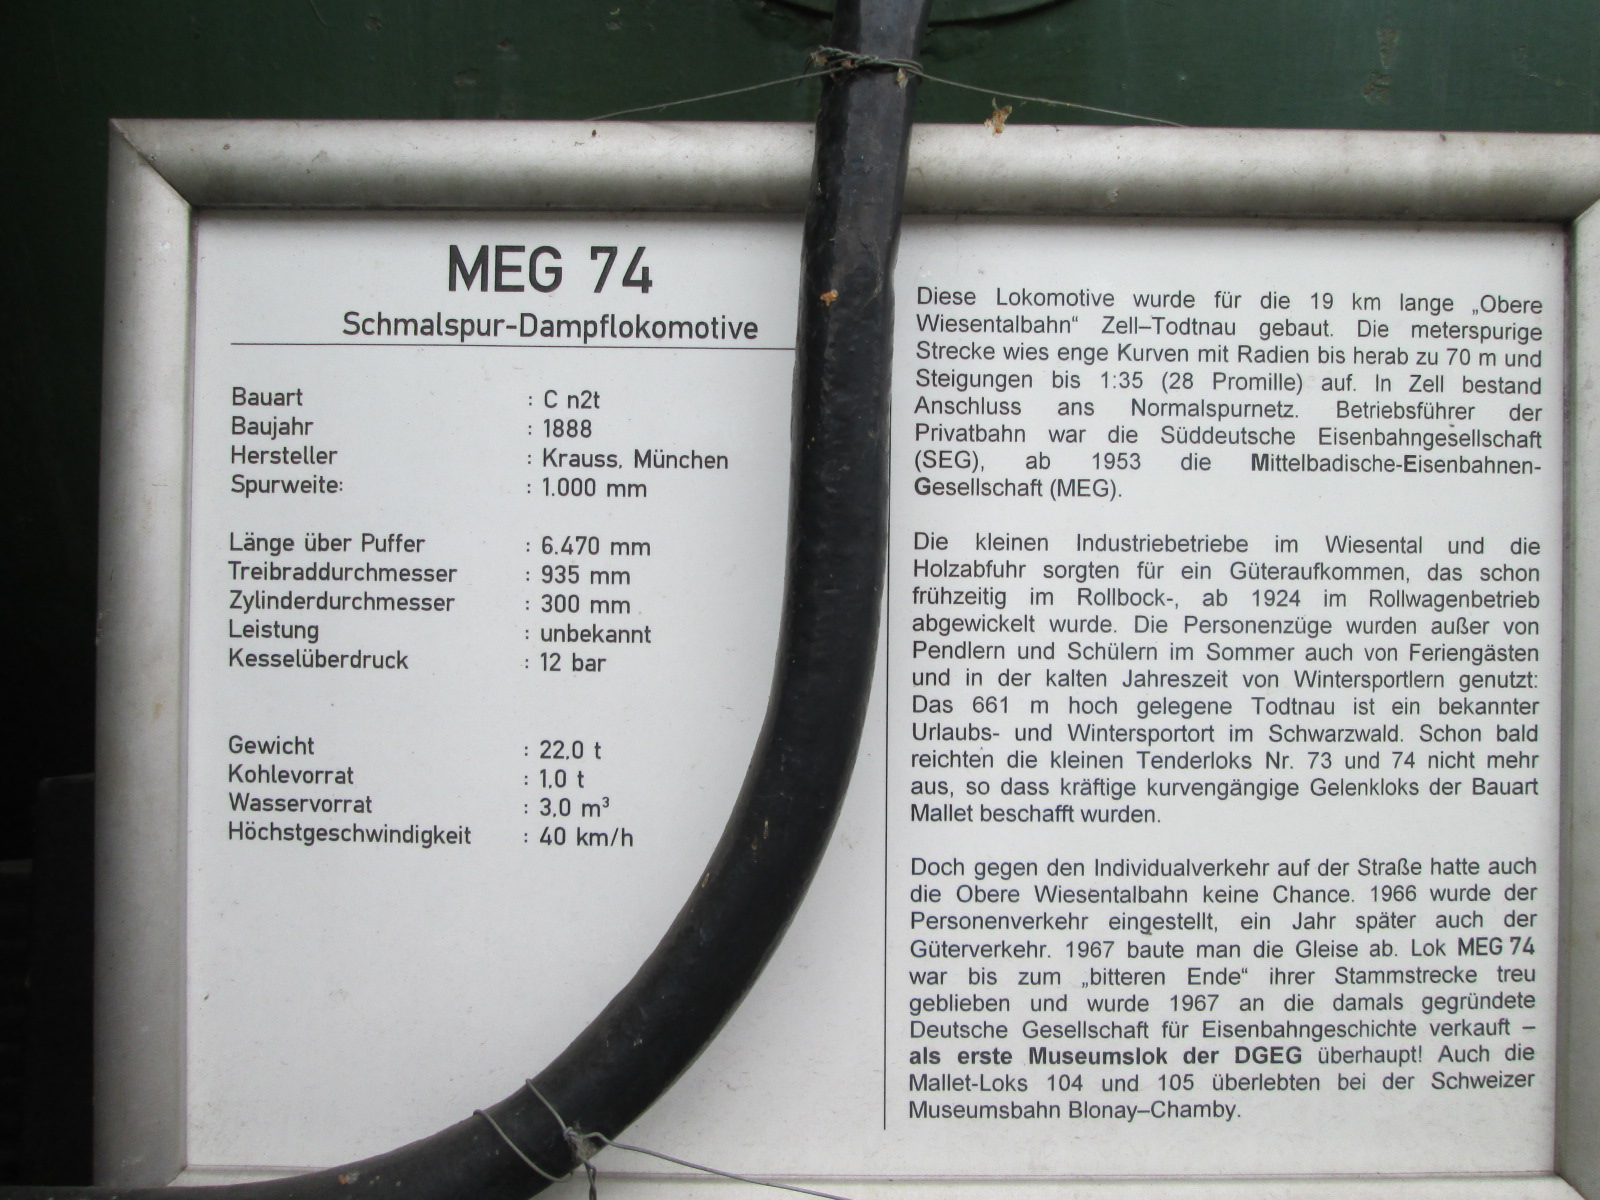 MEG 74
Schmalspur-Dampflokomotive
Bauart : C n2t
Baujahr : 1888
Hersteller : Krauss, München
Spurweite: : 1.000 mm
Länge über Puffer : 6.470 mm
Treibraddurchmesser : 935 mm
Zylinderdurchmesser : 300 mm
Leistung : unbekannt
Kesselüberdruck : 12 bar
Gewicht : 22,0 t
Kohlevorrat : 1,0 t
Wasservorrat : 3,0 m³
Höchstgeschwindigkeit : 40 km/h
Diese Lokomotive wurde für die 19 km lange „Obere
Wiesentalbahn“ Zell–Todtnau gebaut. Die meterspurige
Strecke wies enge Kurven mit Radien bis herab zu 70 m und
Steigungen bis 1:35 (28 Promille) auf. In Zell bestand
Anschluss ans Normalspurnetz. Betriebsführer der
Privatbahn war die Süddeutsche Eisenbahngesellschaft
(SEG), ab 1953 die Mittelbadische-Eisenbahnen-
Gesellschaft (MEG).
Die kleinen Industriebetriebe im Wiesental und die
Holzabfuhr sorgten für ein Güteraufkommen, das schon
frühzeitig im Rollbock-, ab 1924 im Rollwagenbetrieb
abgewickelt wurde. Die Personenzüge wurden außer von
Pendlern und Schülern im Sommer auch von Feriengästen
und in der kalten Jahreszeit von Wintersportlern genutzt:
Das 661 m hoch gelegene Todtnau ist ein bekannter
Urlaubs- und Wintersportort im Schwarzwald. Schon bald
reichten die kleinen Tenderloks Nr. 73 und 74 nicht mehr
aus, so dass kräftige kurvengängige Gelenkloks der Bauart
Mallet beschafft wurden.
Doch gegen den Individualverkehr auf der Straße hatte auch
die Obere Wiesentalbahn keine Chance. 1966 wurde der
Personenverkehr eingestellt, ein Jahr später auch der
Güterverkehr. 1967 baute man die Gleise ab. Lok MEG 74
war bis zum „bitteren Ende“ ihrer Stammstrecke treu
geblieben und wurde 1967 an die damals gegründete
Deutsche Gesellschaft für Eisenbahngeschichte verkauft –
als erste Museumslok der DGEG überhaupt! Auch die
Mallet-Loks 104 und 105 überlebten bei der Schweizer
Museumsbahn Blonay–Chamby.